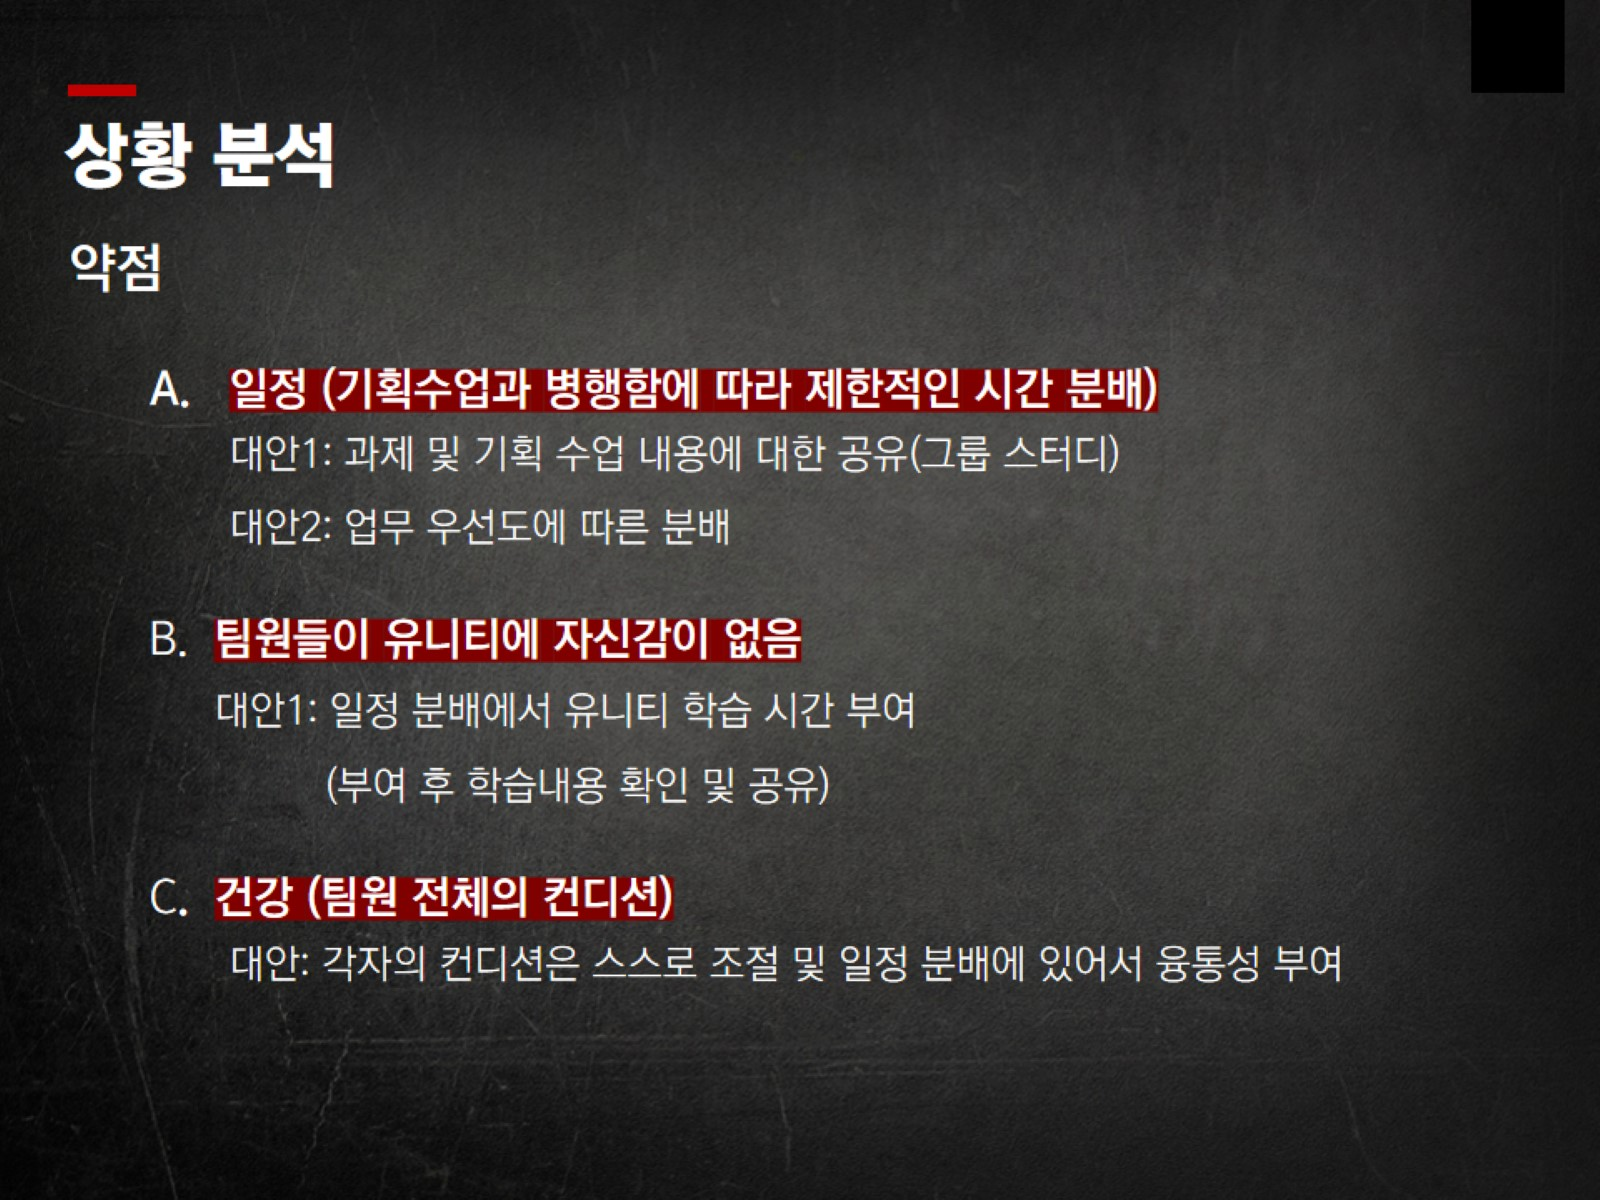 상황 분석
약점
A. 일정 (기획수업과 병행함에 따라 제한적인 시간 분배)
대안1: 과제 및 기획 수업 내용에 대한 공유(그룹 스터디)
대안2: 업무 우선도에 따른 분배
B. 팀원들이 유니티에 자신감이 없음
대안1: 일정 분배에서 유니티 학습 시간 부여
(부여 후 학습내용 확인 및 공유)
C. 건강 (팀원 전체의 컨디션)
대안: 각자의 컨디션은 스스로 조절 및 일정 분배에 있어서 융통성 부여